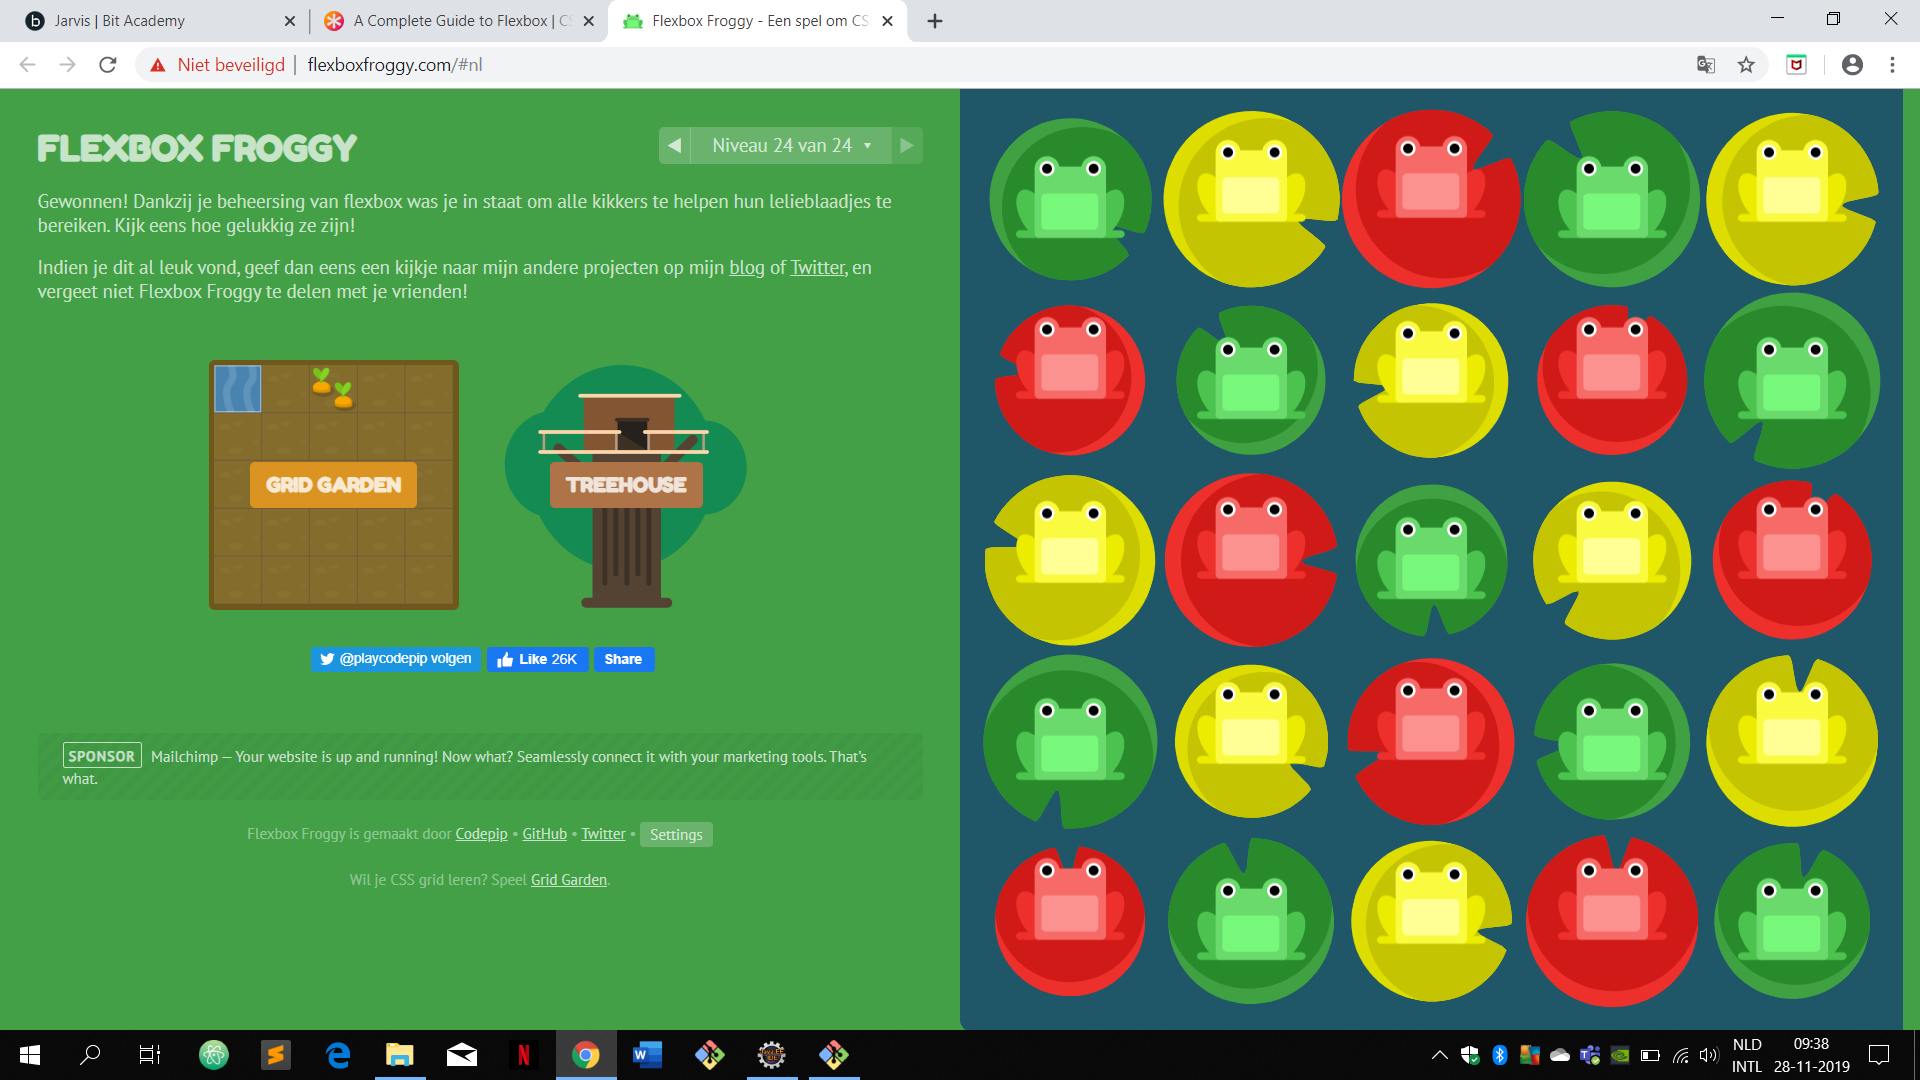 Jarvis | Bit Academy
A Complete Guide to Flexbox | CS
Flexbox Froggy - Een spel om CS
Niet beveiligd | flexboxfroggy.com/#nl
FLEXBOX FROGGY
Niveau 24 van 24
Gewonnen! Dankzij je beheersing van flexbox was je in staat om alle kikkers te helpen hun lelieblaadjes te
bereiken. Kijk eens hoe gelukkig ze zijn!
Indien je dit al leuk vond, geef dan eens een kijkje naar mijn andere projecten op mijn blog of Twitter, en
vergeet niet Flexbox Froggy te delen met je vrienden!
GRID GARDEN
TREEHOUSE
@playcodepip volgen
Like 26K
Share
SPONSOR Mailchimp — Your website is up and running! Now what? Seamlessly connect it with your marketing tools. That's
what.
Flexbox Froggy is gemaakt door Codepip • GitHub • Twitter • Settings
Wil je CSS grid leren? Speel Grid Garden.
NLD
INTL
09:38
28-11-2019